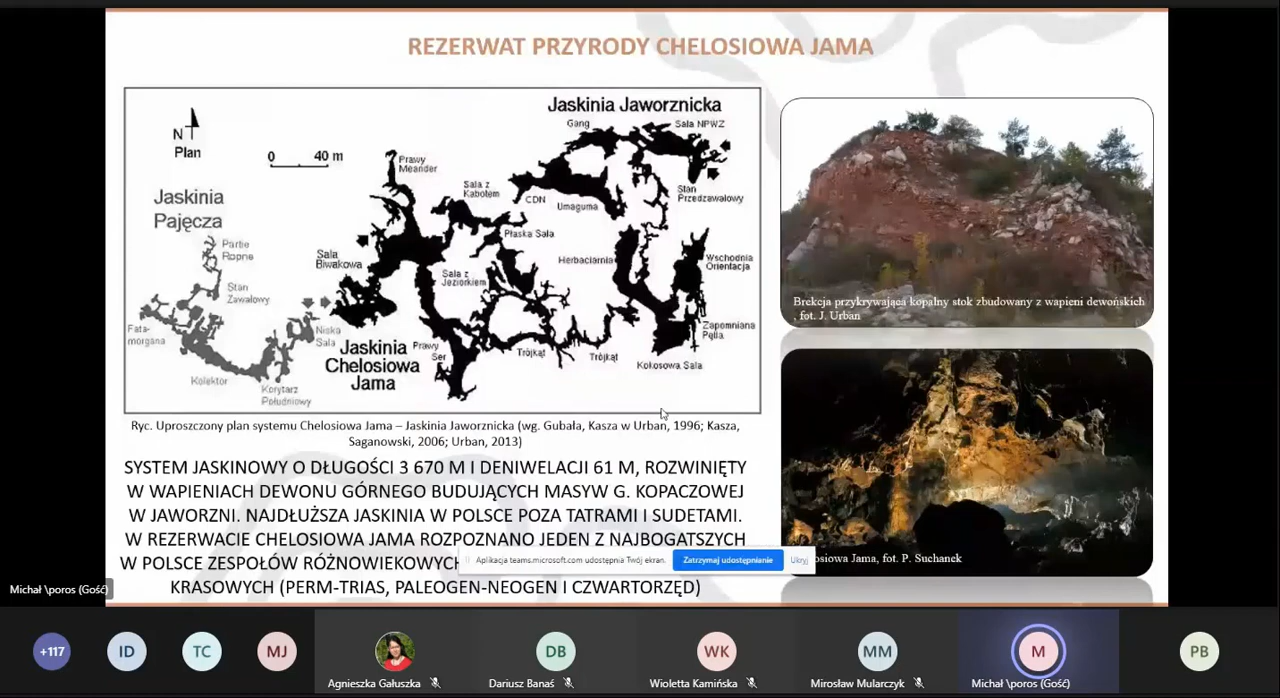 REZERWAT PRZYRODY CHELOSIOWA JAMA
Jaskinia Jaworznicka
Gang
Sala NPWZ
N
Plan
0 40 m
Prawy
Meander
Jaskinia
Pajęcza
Sala z
Kabotem
CDN
Umaguma
Stan
Przedzawałowy
Płaska Sala
Partie
Ropne
Sala
Biwakowa
Herbaciarnia
Wschodnia
Orientacja
Sala z
Jeziorkiem
Stan
Zawałowy
Fata-
morgana
Niska
Sala
Jaskinia
Chelosiowa
Jama
Prawy
Ser
Trójkąt
Trójkąt
Zapomniana
Pętla
Kokosowa Sala
Kolektor
Korytarz
Południowy
Ryc. Uproszczony plan systemu Chelosiowa Jama – Jaskinia Jaworznicka (wg. Gubała, Kasza w Urban, 1996; Kasza,
Saganowski, 2006; Urban, 2013)
SYSTEM JASKINOWY O DŁUGOŚCI 3 670 M I DENIWELACJI 61 M, ROZWINIĘTY
W WAPIENIACH DEWONU GÓRNEGO BUDUJĄCYCH MASYW G. KOPACZOWEJ
W JAWORZNI. NAJDŁUŻSZA JASKINIA W POLSCE POZA TATRAMI I SUDETAMI.
W REZERWACIE CHELOSIOWA JAMA ROZPOZNANO JEDEN Z NAJBOGATSZYCH
W POLSCE ZESPOŁÓW RÓŻNOWIEKOWYCH
KRASOWYCH (PERM-TRIAS, PALEOGEN-NEOGEN I CZWARTORZĘD)
Brekcja przykrywająca kopalny stok zbudowany z wapieni dewońskich
, fot. J. Urban
osiowa Jama, fot. P. Suchanek
Aplikacja teams.microsoft.com udostępnia Twój ekran.
Zatrzymaj udostępnianie
Ukryj
Michał \poros (Gość)
+117
ID
TC
MJ
Agnieszka Gałuszka
DB
Dariusz Banaś
WK
Wioletta Kamińska
MM
Mirosław Mularczyk
M
Michał \poros (Gość)
PB